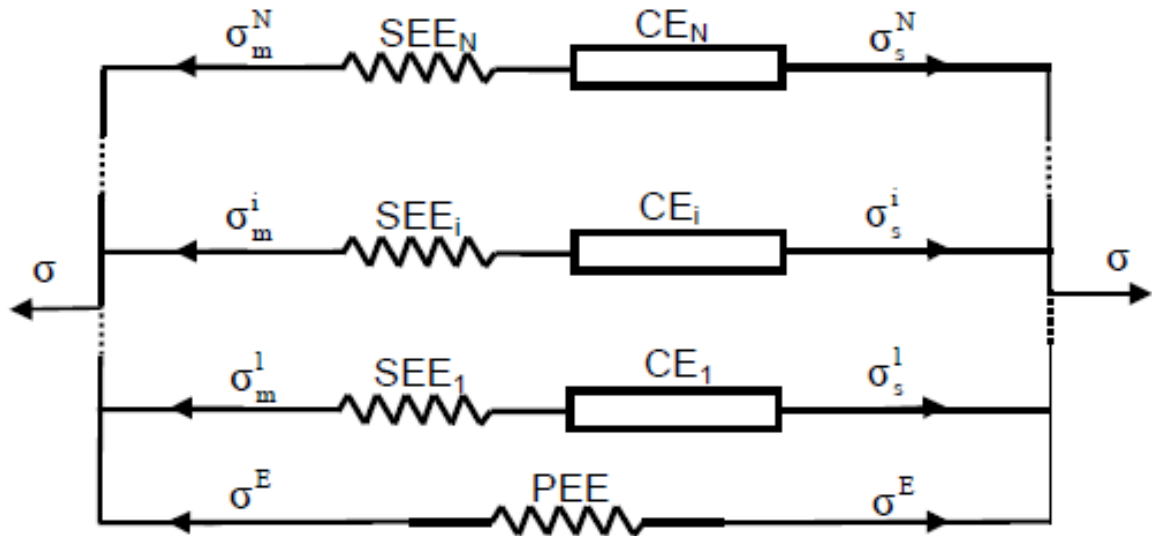 σ_m^N SEE_N CE_N σ_s^N
σ_m^i SEE_i CE_i σ_s^i
σ σ
σ_m^1 SEE_1 CE_1 σ_s^1
σ^E PEE σ^E